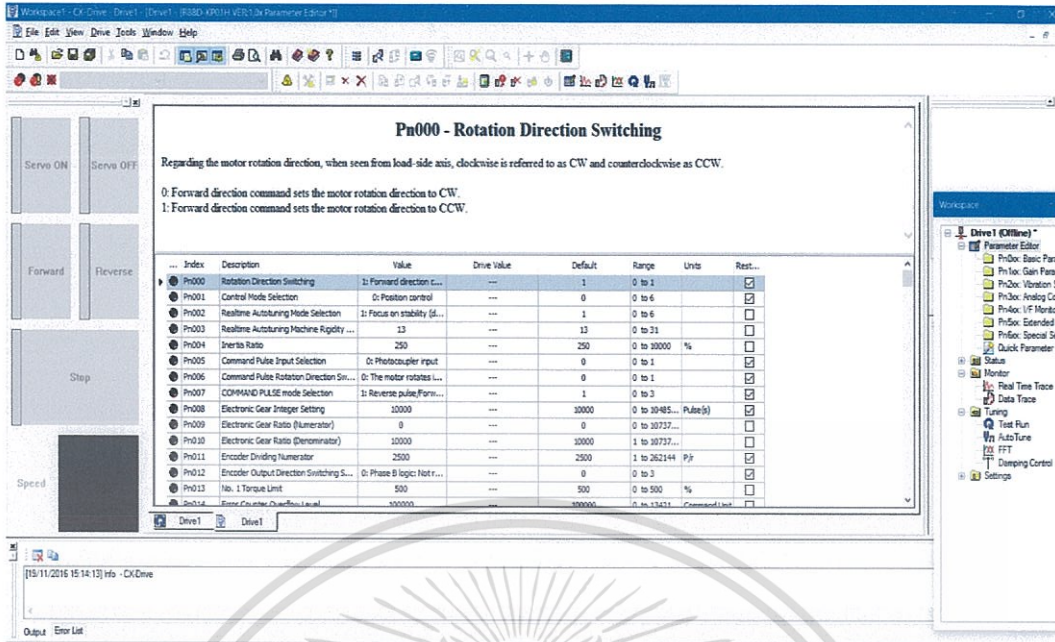 Workspace1 - CX-Drive - Drive1 - [Drive1 - [R88D-KP01H VER:1.0x Parameter Editor *]]
File Edit View Drive Tools Window Help
Servo ON Servo OFF
Forward Reverse
Stop
Speed
Pn000 - Rotation Direction Switching
Regarding the motor rotation direction, when seen from load-side axis, clockwise is referred to as CW and counterclockwise as CCW.
0: Forward direction command sets the motor rotation direction to CW.
1: Forward direction command sets the motor rotation direction to CCW.
... Index Description Value Drive Value Default Range Units Rest...
Pn000 Rotation Direction Switching 1: Forward direction c... --- 1 0 to 1
Pn001 Control Mode Selection 0: Position control --- 0 0 to 6
Pn002 Realtime Autotuning Mode Selection 1: Focus on stability (d... --- 1 0 to 6
Pn003 Realtime Autotuning Machine Rigidity ... 13 --- 13 0 to 31
Pn004 Inertia Ratio 250 --- 250 0 to 10000 %
Pn005 Command Pulse Input Selection 0: Photocoupler input --- 0 0 to 1
Pn006 Command Pulse Rotation Direction Sw... 0: The motor rotates i... --- 0 0 to 1
Pn007 COMMAND PULSE mode Selection 1: Reverse pulse/Forw... --- 1 0 to 3
Pn008 Electronic Gear Integer Setting 10000 --- 10000 0 to 10485... Pulse(s)
Pn009 Electronic Gear Ratio (Numerator) 0 --- 0 0 to 10737...
Pn010 Electronic Gear Ratio (Denominator) 10000 --- 10000 1 to 10737...
Pn011 Encoder Dividing Numerator 2500 --- 2500 1 to 262144 P/r
Pn012 Encoder Output Direction Switching S... 0: Phase B logic: Not r... --- 0 0 to 3
Pn013 No. 1 Torque Limit 500 --- 500 0 to 500 %
Pn014 Error Counter Overflow Level 100000 --- 100000 0 to 13421... Command Unit
Drive1 Drive1
Workspace
Drive1 (Offline) *
Parameter Editor
Pn0xx: Basic Par
Pn1xx: Gain Para
Pn2xx: Vibration S
Pn3xx: Analog Co
Pn4xx: I/F Monito
Pn5xx: Extended
Pn6xx: Special Se
Quick Parameter
Status
Monitor
Real Time Trace
Data Trace
Tuning
Test Run
AutoTune
FFT
Damping Control
Settings
[15/11/2016 15:14:13] Info - CX-Drive
Output Error List